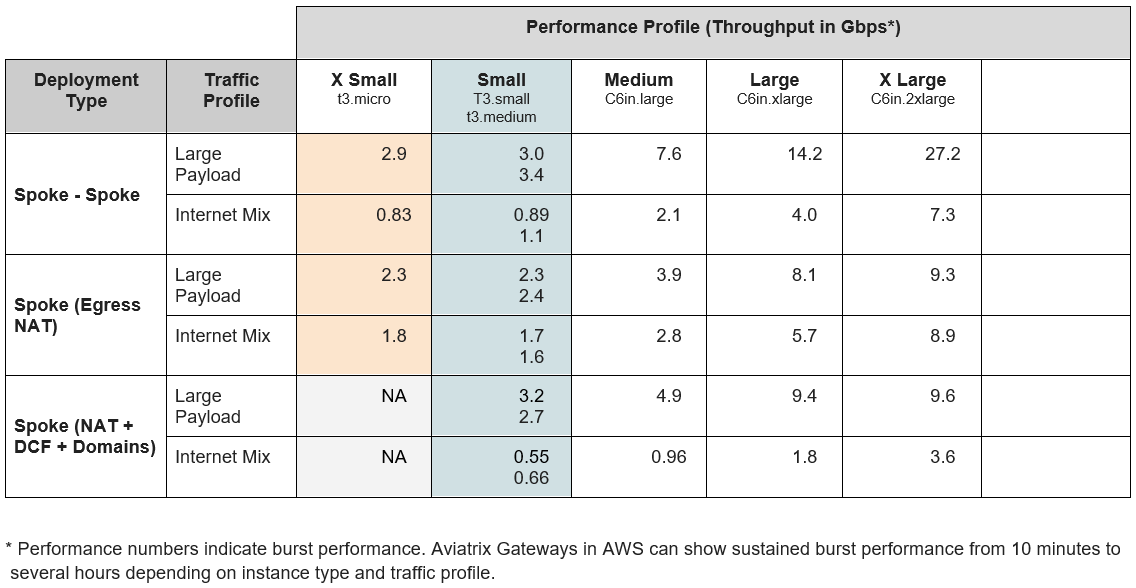 Performance Profile (Throughput in Gbps*)
Deployment Type Traffic Profile X Small t3.micro Small T3.small t3.medium Medium C6in.large Large C6in.xlarge X Large C6in.2xlarge
Spoke - Spoke
Large Payload 2.9 3.0 3.4 7.6 14.2 27.2
Internet Mix 0.83 0.89 1.1 2.1 4.0 7.3
Spoke (Egress NAT)
Large Payload 2.3 2.3 2.4 3.9 8.1 9.3
Internet Mix 1.8 1.7 1.6 2.8 5.7 8.9
Spoke (NAT + DCF + Domains)
Large Payload NA 3.2 2.7 4.9 9.4 9.6
Internet Mix NA 0.55 0.66 0.96 1.8 3.6
* Performance numbers indicate burst performance. Aviatrix Gateways in AWS can show sustained burst performance from 10 minutes to
several hours depending on instance type and traffic profile.